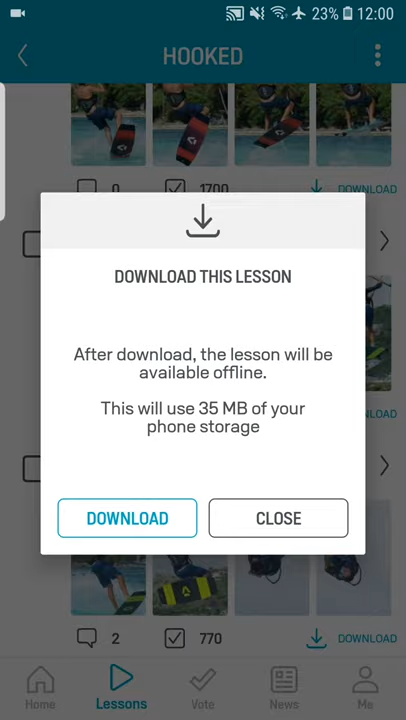 23% 12:00
HOOKED
0 1700 DOWNLOAD
DOWNLOAD THIS LESSON
After download, the lesson will be
available offline.
This will use 35 MB of your
phone storage
DOWNLOAD CLOSE
2 770 DOWNLOAD
Home Lessons Vote News Me